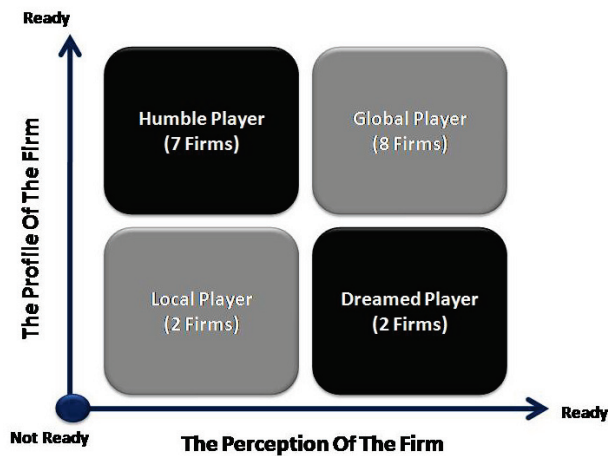 Ready
The Profile Of The Firm
Humble Player
(7 Firms)
Global Player
(8 Firms)
Local Player
(2 Firms)
Dreamed Player
(2 Firms)
Not Ready
The Perception Of The Firm
Ready